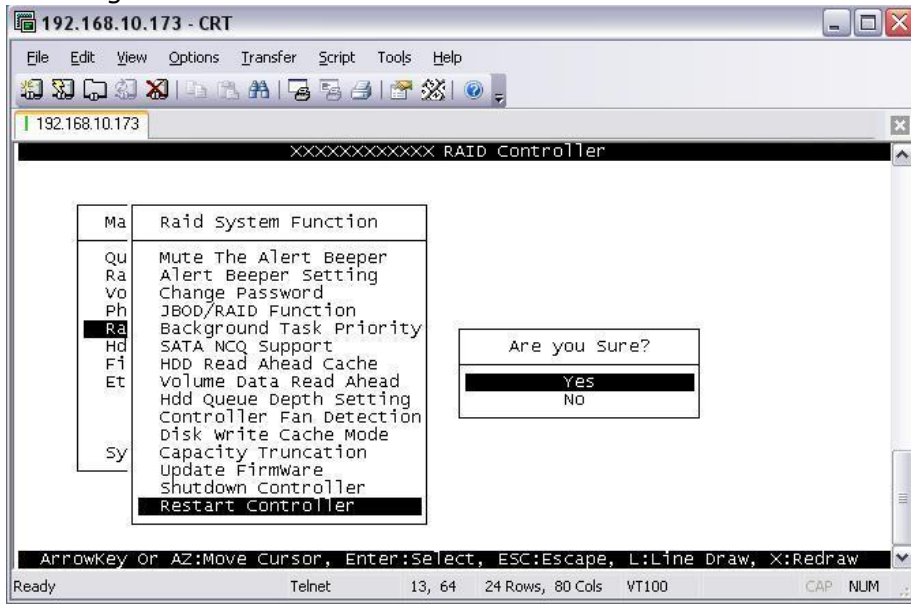 192.168.10.173 - CRT
File Edit View Options Transfer Script Tools Help
192.168.10.173
XXXXXXXXXXXX RAID Controller
Ma
Qu
Ra
Vo
Ph
Ra
Hd
Fi
Et
Sy
Raid System Function
Mute The Alert Beeper
Alert Beeper Setting
Change Password
JBOD/RAID Function
Background Task Priority
SATA NCQ Support
HDD Read Ahead Cache
Volume Data Read Ahead
Hdd Queue Depth Setting
Controller Fan Detection
Disk Write Cache Mode
Capacity Truncation
Update FirmWare
Shutdown Controller
Restart Controller
Are you Sure?
Yes
No
ArrowKey Or AZ:Move Cursor, Enter:Select, ESC:Escape, L:Line Draw, X:Redraw
Ready Telnet 13, 64 24 Rows, 80 Cols VT100 CAP NUM